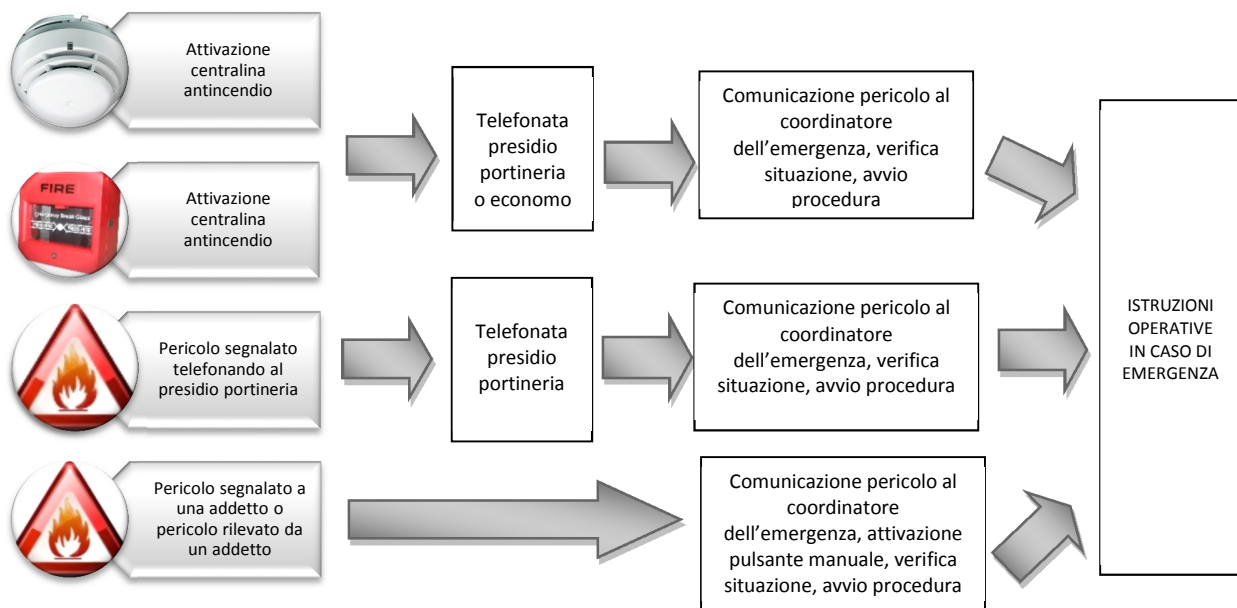 Attivazione
centralina
antincendio
FIRE
Emergency Break Glass
Attivazione
centralina
antincendio
Telefonata
presidio
portineria
o economo
Comunicazione pericolo al
coordinatore
dell’emergenza, verifica
situazione, avvio
procedura
Pericolo segnalato
telefonando al
presidio portineria
Telefonata
presidio
portineria
Comunicazione pericolo al
coordinatore
dell’emergenza, verifica
situazione, avvio procedura
Pericolo segnalato a
una addetto o
pericolo rilevato da
un addetto
Comunicazione pericolo al
coordinatore
dell’emergenza, attivazione
pulsante manuale, verifica
situazione, avvio procedura
ISTRUZIONI
OPERATIVE
IN CASO DI
EMERGENZA